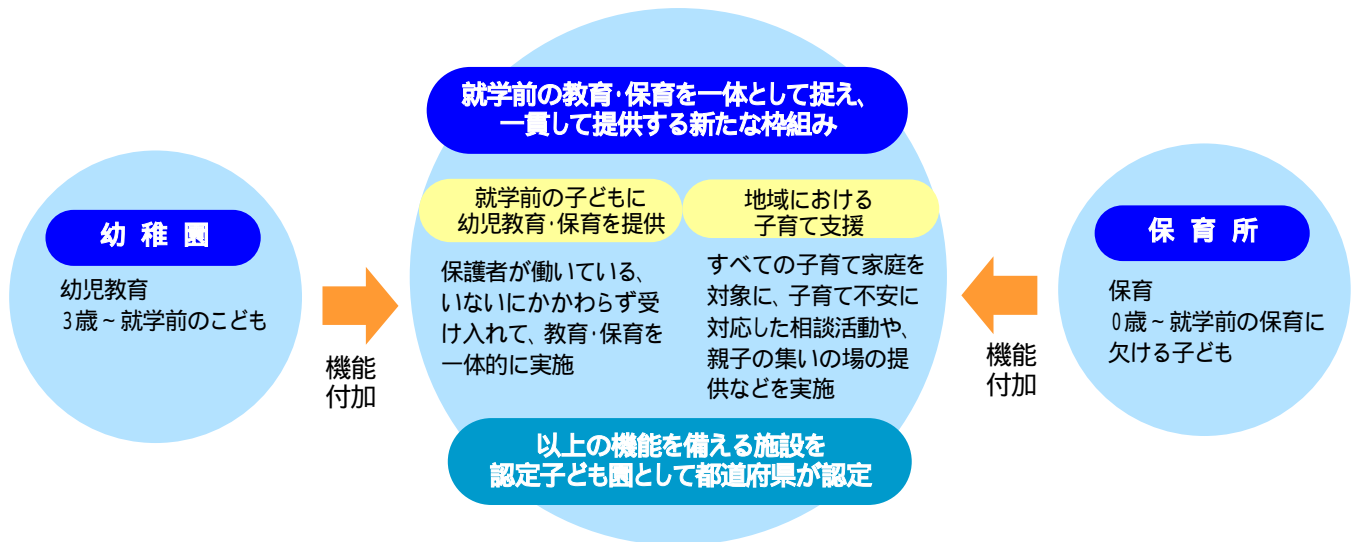 就学前の教育･保育を一体として捉え、
一貫して提供する新たな枠組み
幼 稚 園
幼児教育
3歳～就学前のこども
機能
付加
就学前の子どもに
幼児教育･保育を提供
保護者が働いている、
いないにかかわらず受
け入れて、教育･保育を
一体的に実施
地域における
子育て支援
すべての子育て家庭を
対象に、子育て不安に
対応した相談活動や、
親子の集いの場の提
供などを実施
保 育 所
保育
0歳～就学前の保育に
欠ける子ども
機能
付加
以上の機能を備える施設を
認定子ども園として都道府県が認定